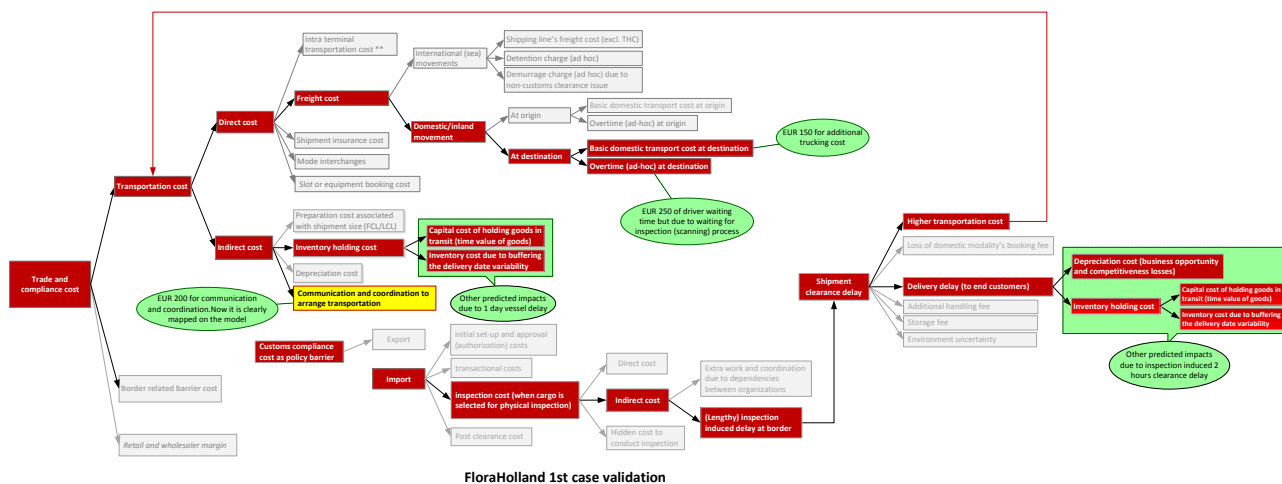 Intra terminal
transportation cost **
International (sea)
movements
Shipping line's freight cost (excl. THC)
Detention charge (ad hoc)
Demurrage charge (ad hoc) due to
non-customs clearance issue
Freight cost
Direct cost
Domestic/inland
movement
At origin
Basic domestic transport cost at origin
Overtime (ad-hoc) at origin
EUR 150 for additional
trucking cost
Shipment insurance cost
Mode interchanges
Slot or equipment booking cost
At destination
Basic domestic transport cost at destination
Overtime (ad-hoc) at destination
Transportation cost
EUR 250 of driver waiting
time but due to waiting for
inspection (scanning) process
Preparation cost associated
with shipment size (FCL/LCL)
Indirect cost
Inventory holding cost
Capital cost of holding goods in
transit (time value of goods)
Inventory cost due to buffering
the delivery date variability
Depreciation cost
Communication and coordination to
arrange transportation
Trade and
compliance cost
EUR 200 for communication
and coordination.Now it is clearly
mapped on the model
Other predicted impacts
due to 1 day vessel delay
Higher transportation cost
Loss of domestic modality's booking fee
Shipment
clearance delay
Delivery delay (to end customers)
Depreciation cost (business opportunity
and competitiveness losses)
Inventory holding cost
Capital cost of holding goods in
transit (time value of goods)
Inventory cost due to buffering
the delivery date variability
Additional handling fee
Storage fee
Environment uncertainty
Other predicted impacts
due to inspection induced 2
hours clearance delay
Customs compliance
cost as policy barrier
Export
Import
initial set-up and approval
(authorization) costs
transactional costs
inspection cost (when cargo is
selected for physical inspection)
Post clearance cost
Direct cost
Indirect cost
Hidden cost to
conduct inspection
Extra work and coordination
due to dependencies
between organizations
(Lengthy) inspection
induced delay at border
Border related barrier cost
Retail and wholesaler margin
FloraHolland 1st case validation